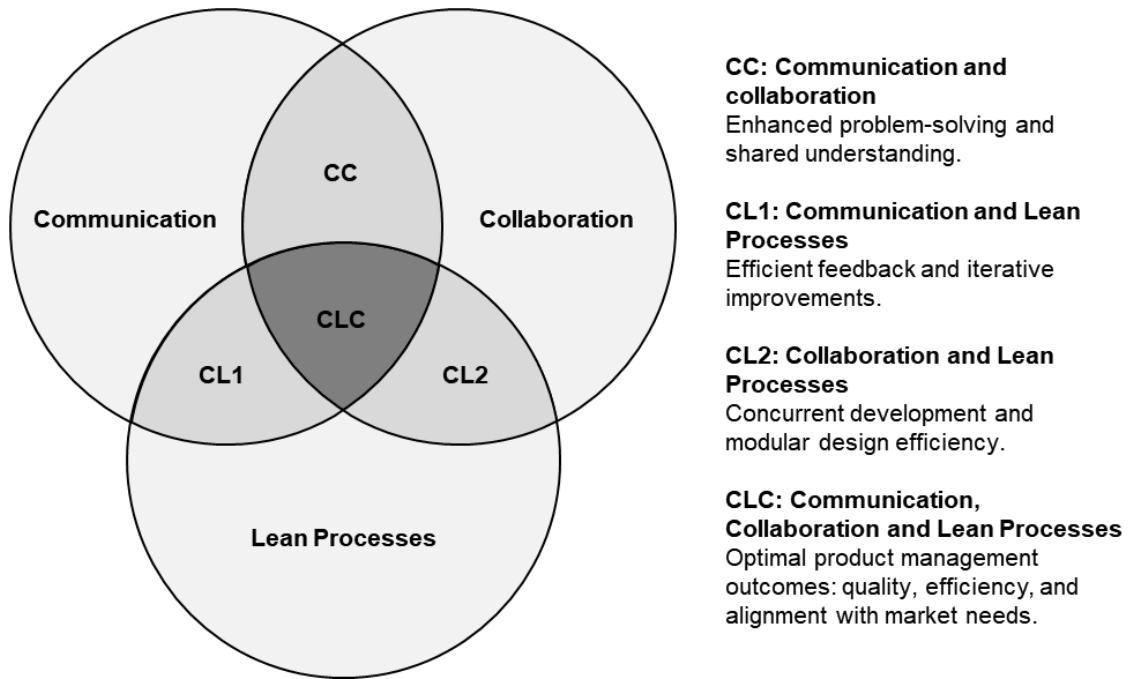 CC
Communication
Collaboration
CLC
CL1
CL2
Lean Processes
CC: Communication and
collaboration
Enhanced problem-solving and
shared understanding.
CL1: Communication and Lean
Processes
Efficient feedback and iterative
improvements.
CL2: Collaboration and Lean
Processes
Concurrent development and
modular design efficiency.
CLC: Communication,
Collaboration and Lean Processes
Optimal product management
outcomes: quality, efficiency, and
alignment with market needs.